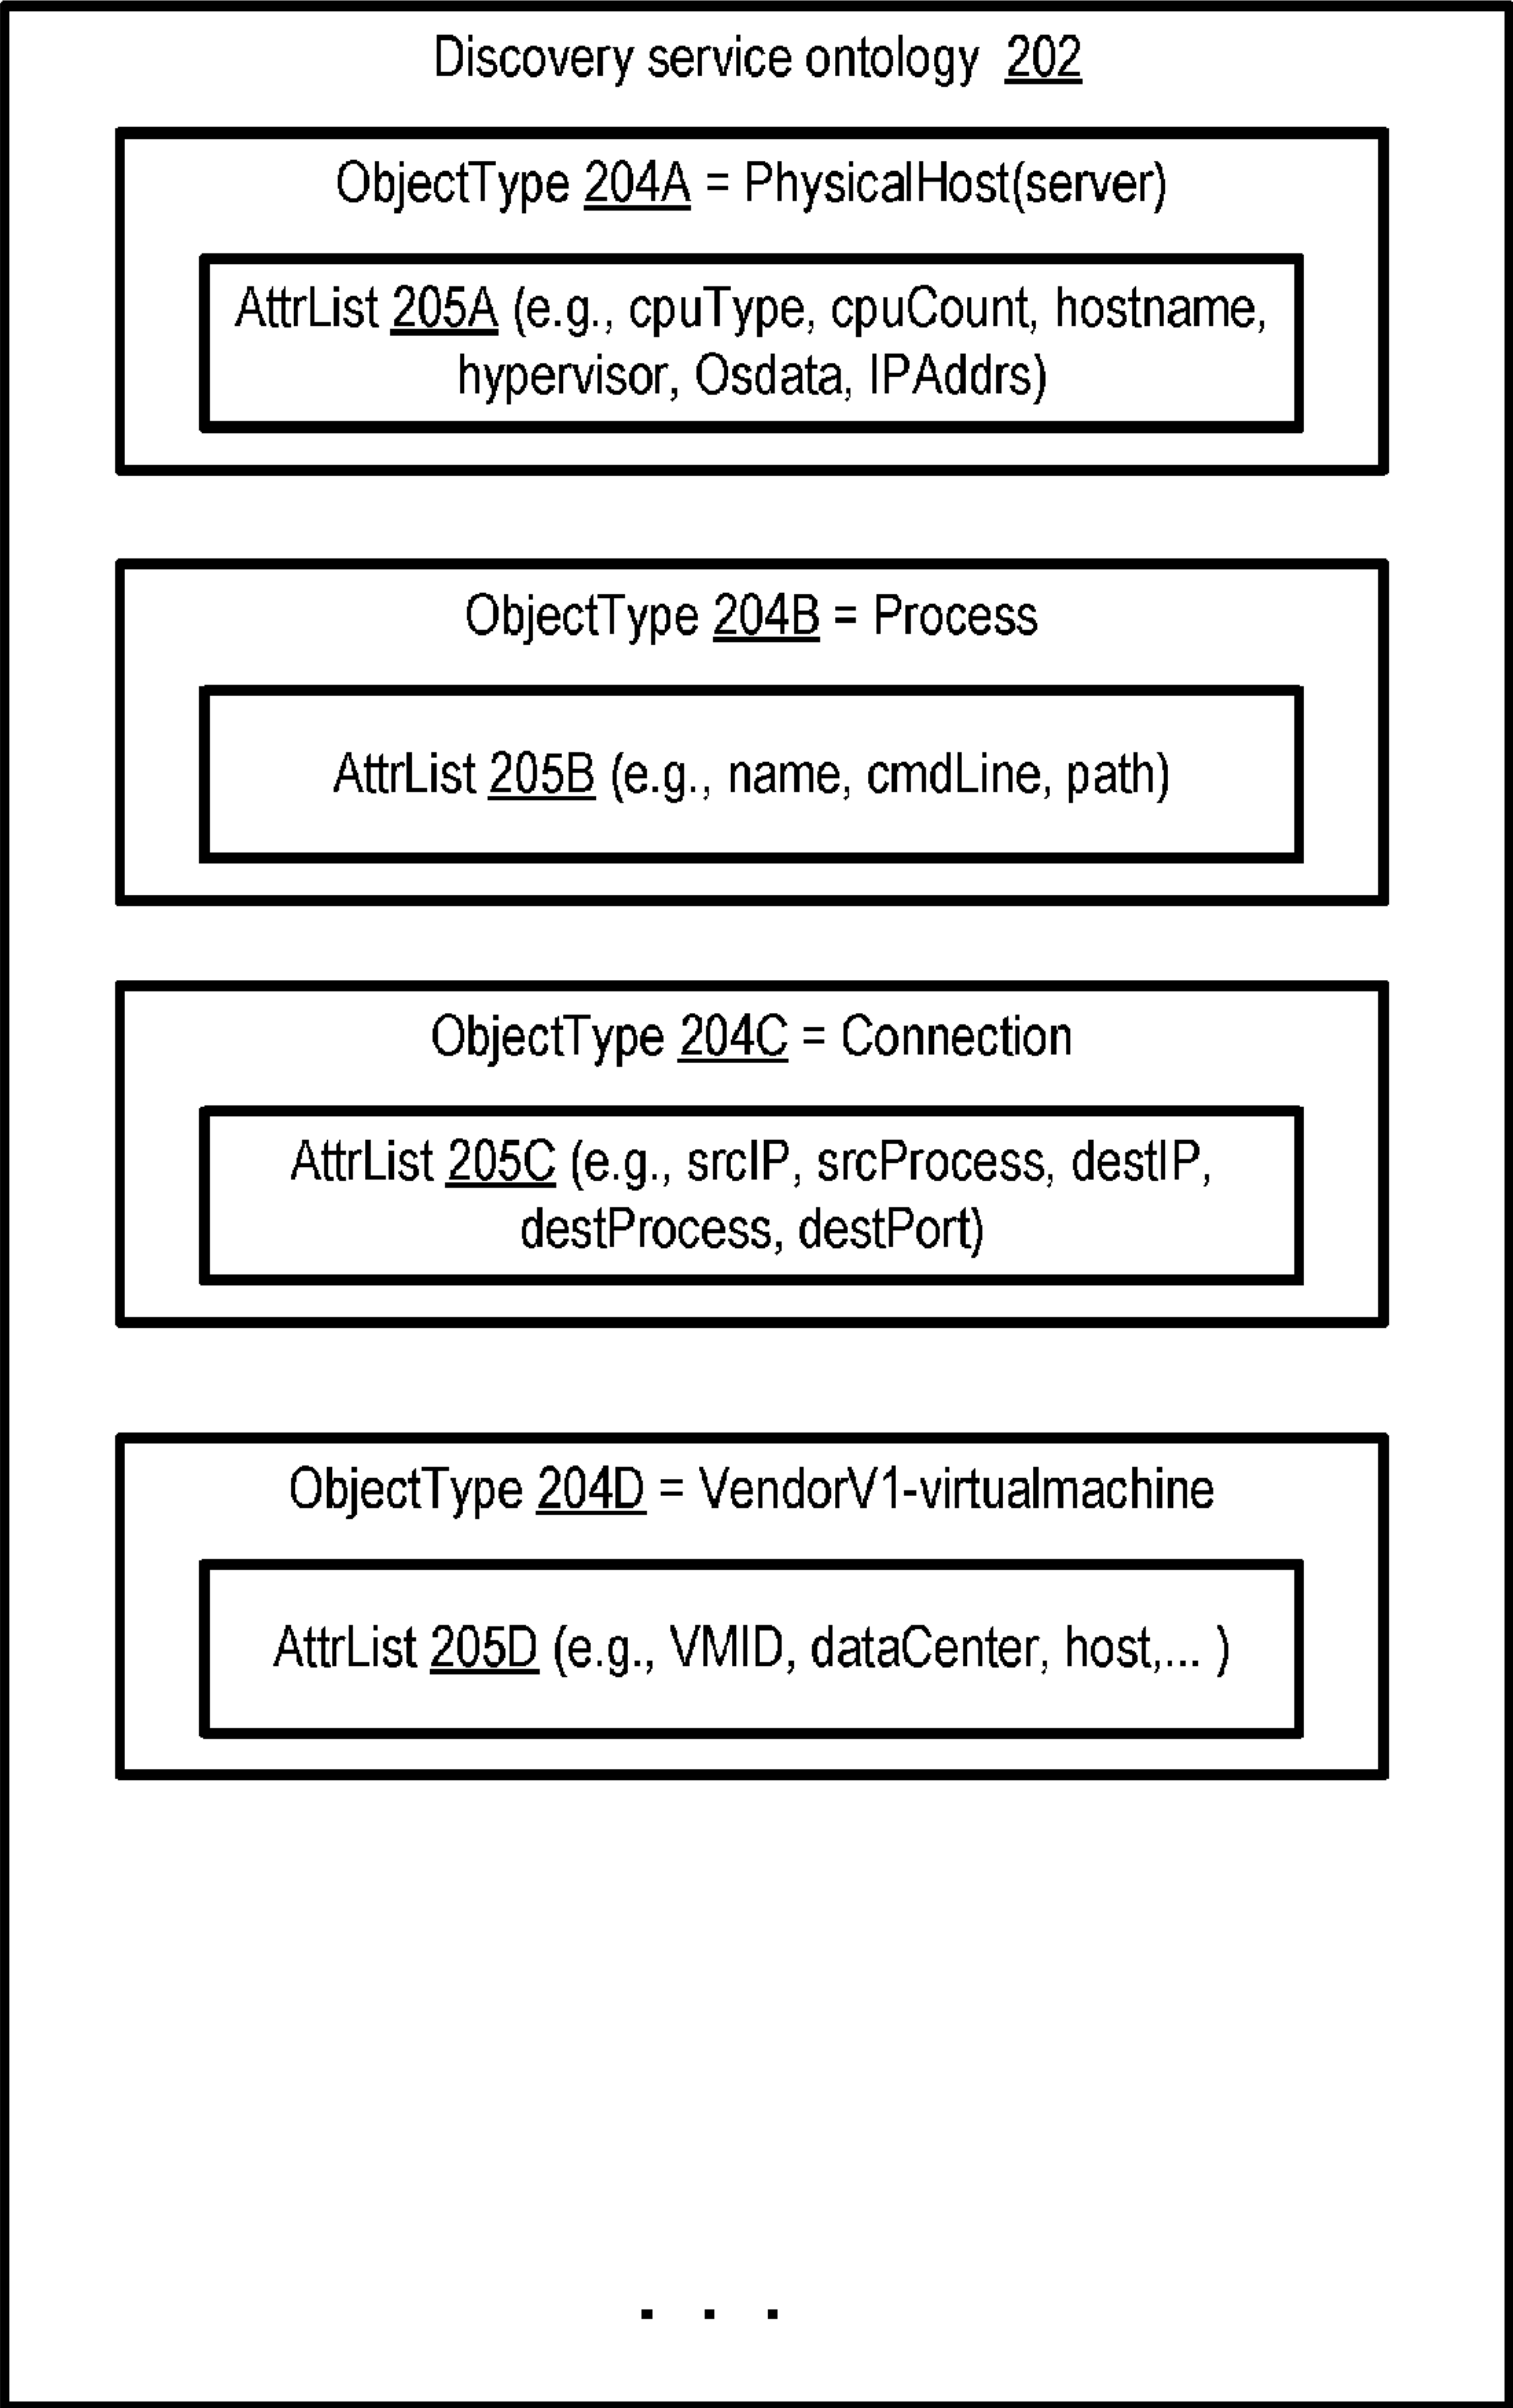 Discovery service ontology 202
ObjectType 204A = PhysicalHost(server)
AttrList 205A (e.g., cpuType, cpuCount, hostname,
hypervisor, Osdata, IPAddrs)
ObjectType 204B = Process
AttrList 205B (e.g., name, cmdLine, path)
ObjectType 204C = Connection
AttrList 205C (e.g., srcIP, srcProcess, destIP,
destProcess, destPort)
ObjectType 204D = VendorV1-virtualmachine
AttrList 205D (e.g., VMID, dataCenter, host,... )
. . .